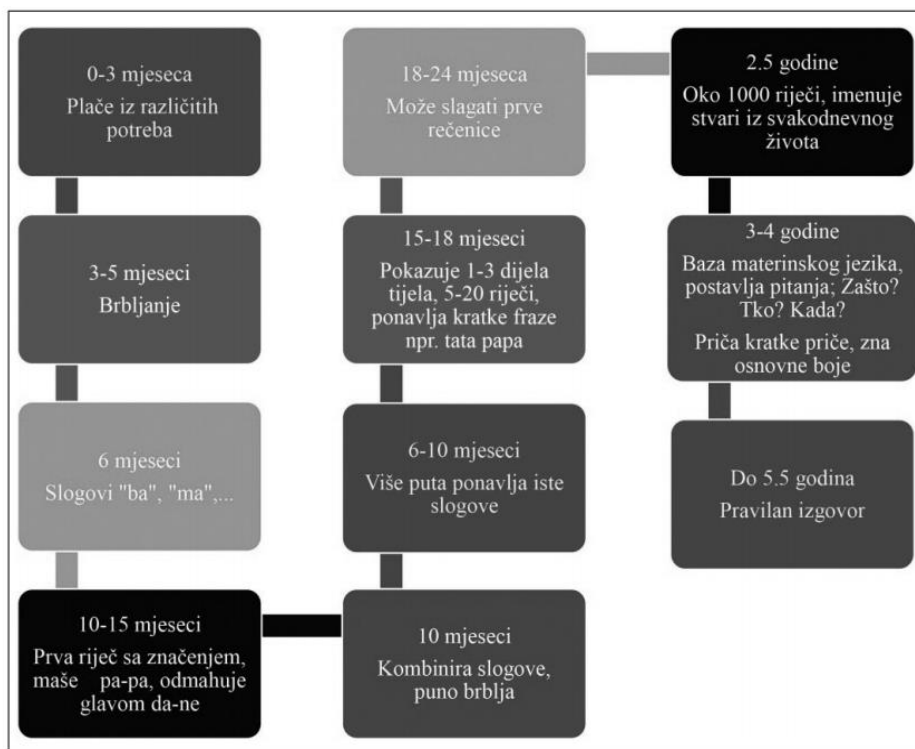 0-3 mjeseca
Plače iz različitih
potreba
3-5 mjeseci
Brbljanje
6 mjeseci
Slogovi "ba", "ma",...
10-15 mjeseci
Prva riječ sa značenjem,
maše pa-pa, odmahuje
glavom da-ne
10 mjeseci
Kombinira slogove,
puno brblja
6-10 mjeseci
Više puta ponavlja iste
slogove
15-18 mjeseci
Pokazuje 1-3 dijela
tijela, 5-20 riječi,
ponavlja kratke fraze
npr. tata papa
18-24 mjeseca
Može slagati prve
rečenice
2.5 godine
Oko 1000 riječi, imenuje
stvari iz svakodnevnog
života
3-4 godine
Baza materinskog jezika,
postavlja pitanja; Zašto?
Tko? Kada?
Priča kratke priče, zna
osnovne boje
Do 5.5 godina
Pravilan izgovor